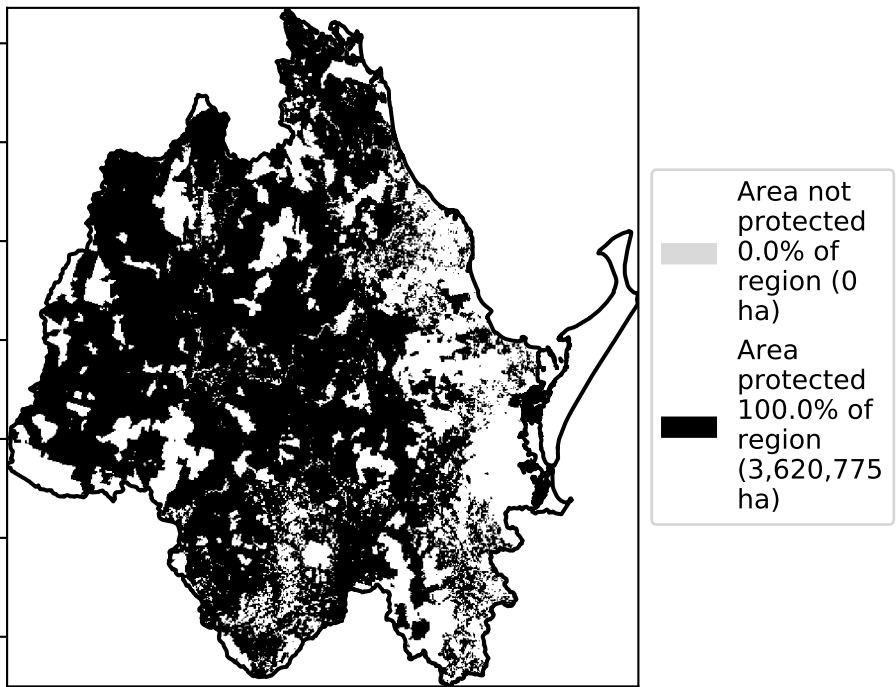 Area not
protected
0.0% of
region (0
ha)
Area
protected
100.0% of
region
(3,620,775
ha)